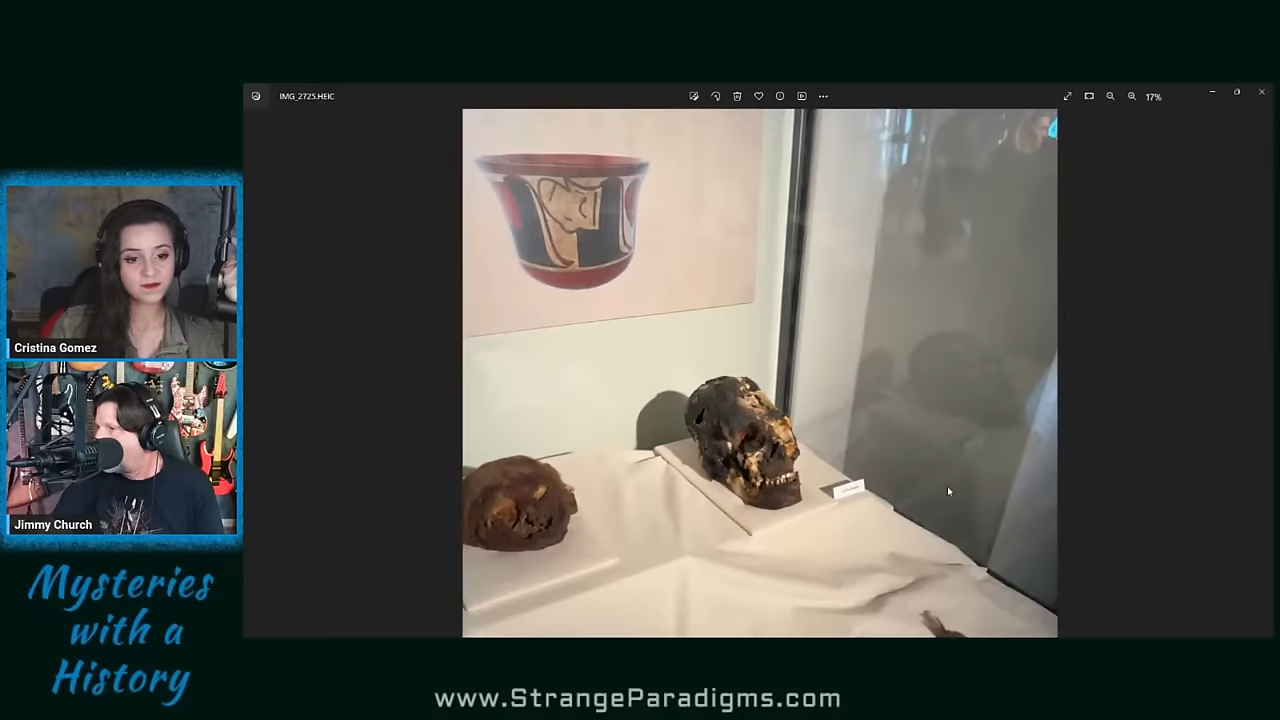 IMG_2725.HEIC
17%
Cristina Gomez
Jimmy Church
Mysteries
with a
History
www.StrangeParadigms.com